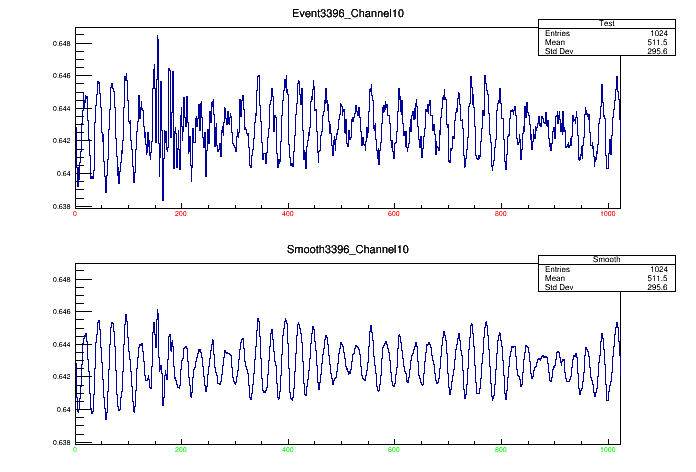 Event3396_Channel10
Test
Entries 1024
Mean 511.5
Std Dev 295.6
0.648
0.646
0.644
0.642
0.64
0.638
0 200 400 600 800 1000
Smooth3396_Channel10
Smooth
Entries 1024
Mean 511.5
Std Dev 295.6
0.648
0.646
0.644
0.642
0.64
0.638
0 200 400 600 800 1000